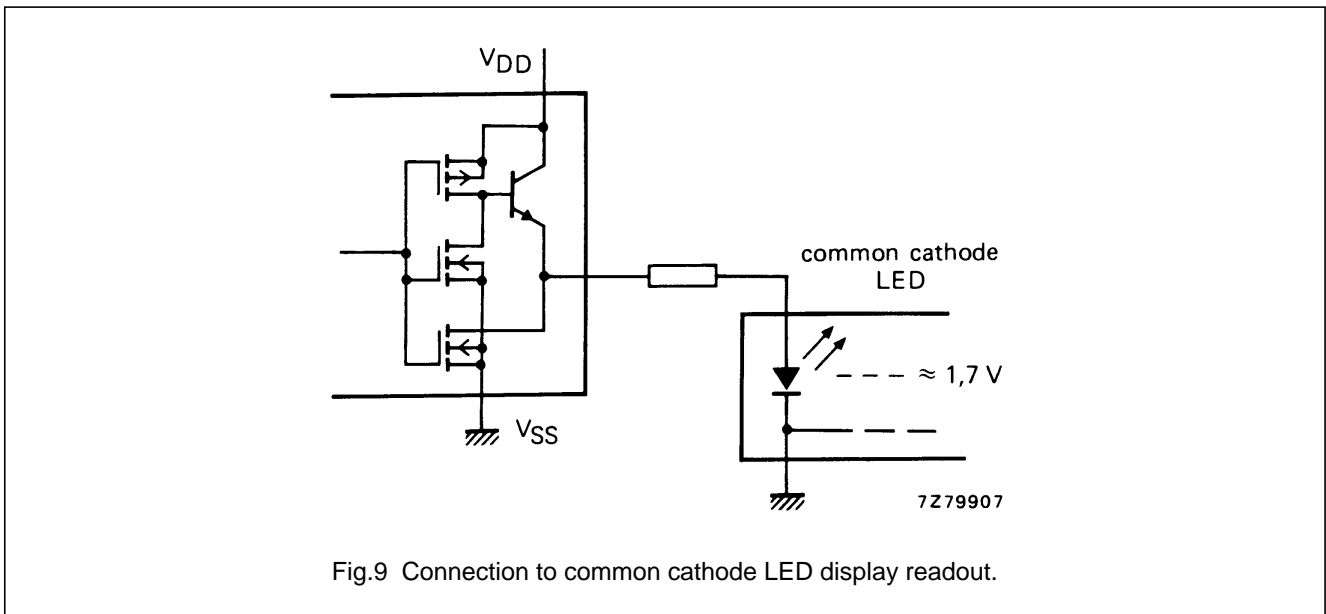 VDD
common cathode
LED
≈ 1,7 V
VSS
7Z79907
Fig.9 Connection to common cathode LED display readout.